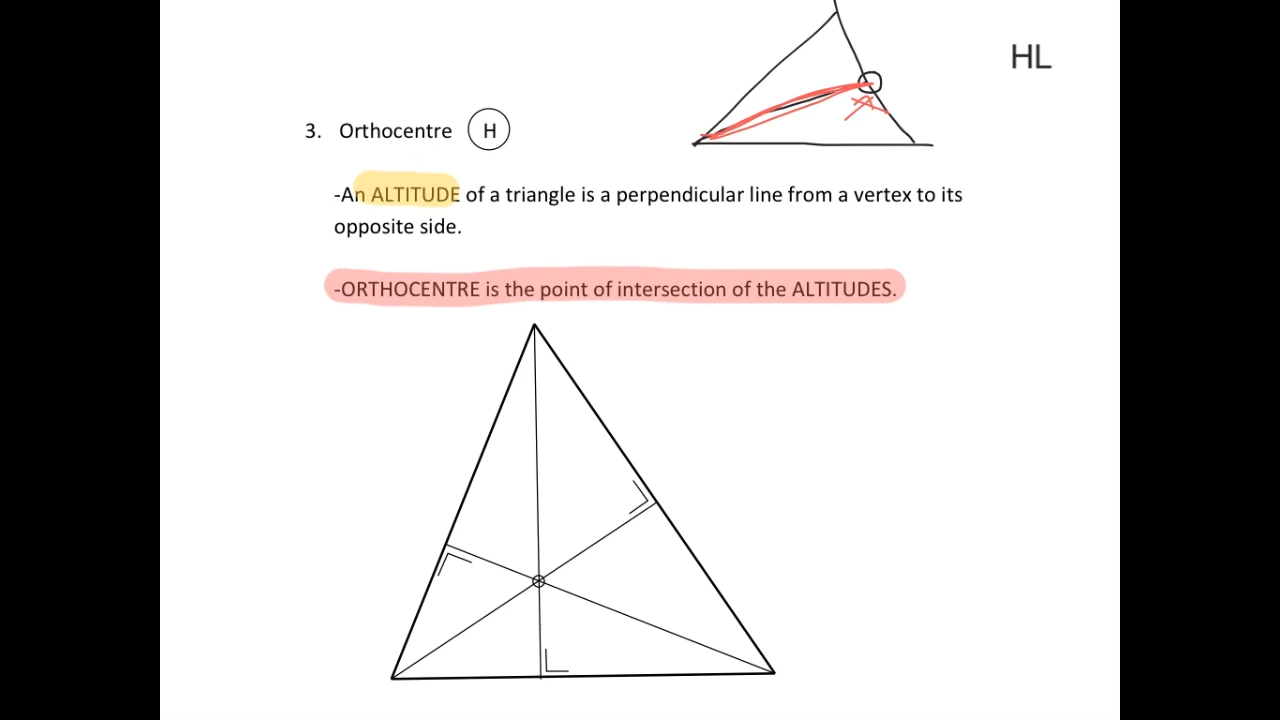 HL
3. Orthocentre H
-An ALTITUDE of a triangle is a perpendicular line from a vertex to its
opposite side.
-ORTHOCENTRE is the point of intersection of the ALTITUDES.